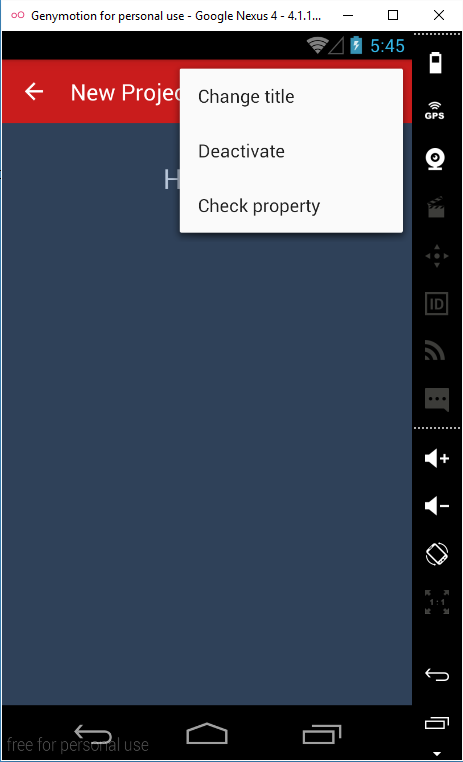 Genymotion for personal use - Google Nexus 4 - 4.1.1...
5:45
New Projec
Change title
Deactivate
Check property
H
GPS
ID
1:1
free for personal use